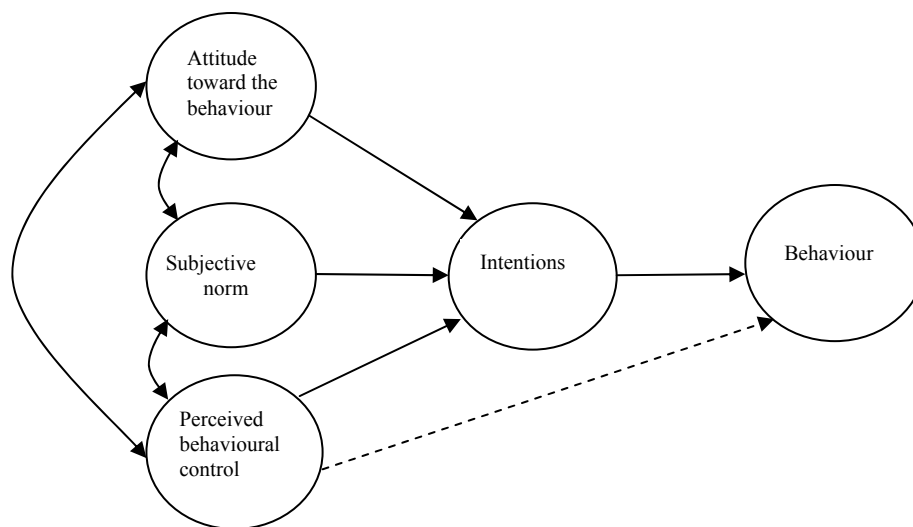 Attitude
toward the
behaviour
Subjective
norm
Perceived
behavioural
control
Intentions
Behaviour